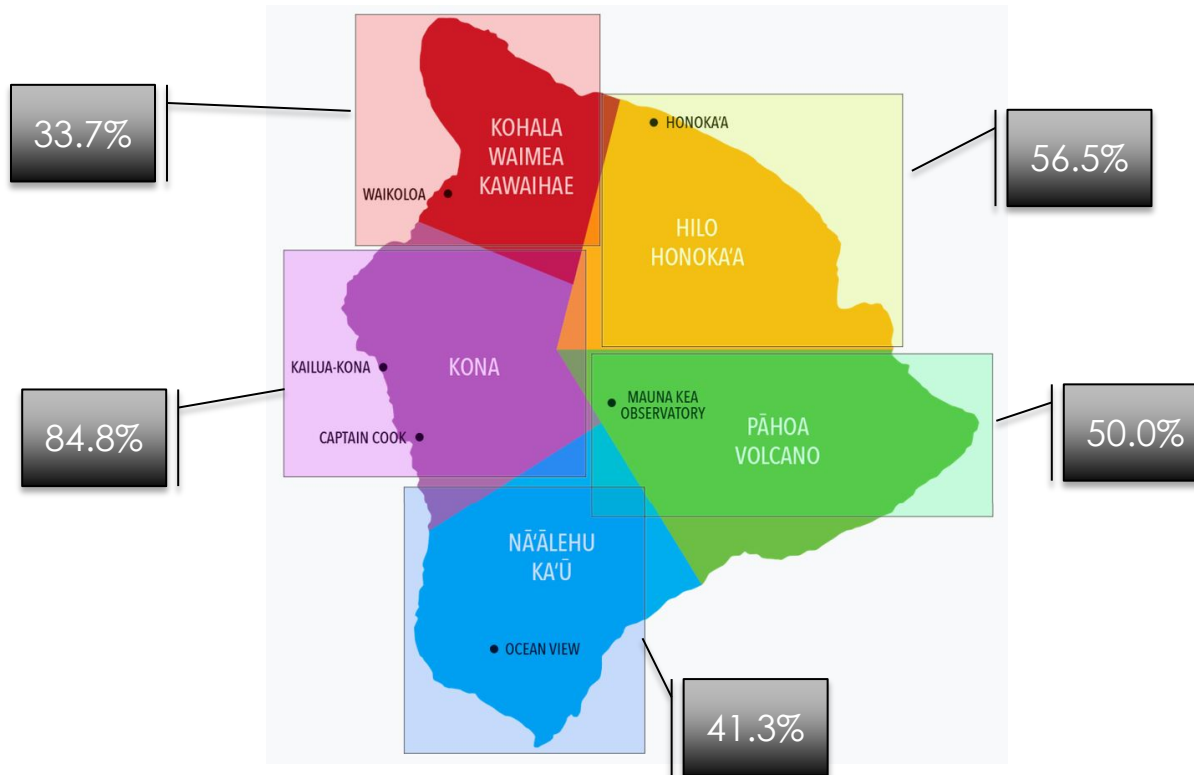 33.7%
KOHALA
WAIMEA
KAWAIHAE
WAIKOLOA
HONOKA‘A
56.5%
HILO
HONOKA‘A
84.8%
KAILUA-KONA
KONA
CAPTAIN COOK
MAUNA KEA
OBSERVATORY
PĀHOA
VOLCANO
50.0%
NĀ‘ĀLEHU
KA‘Ū
OCEAN VIEW
41.3%